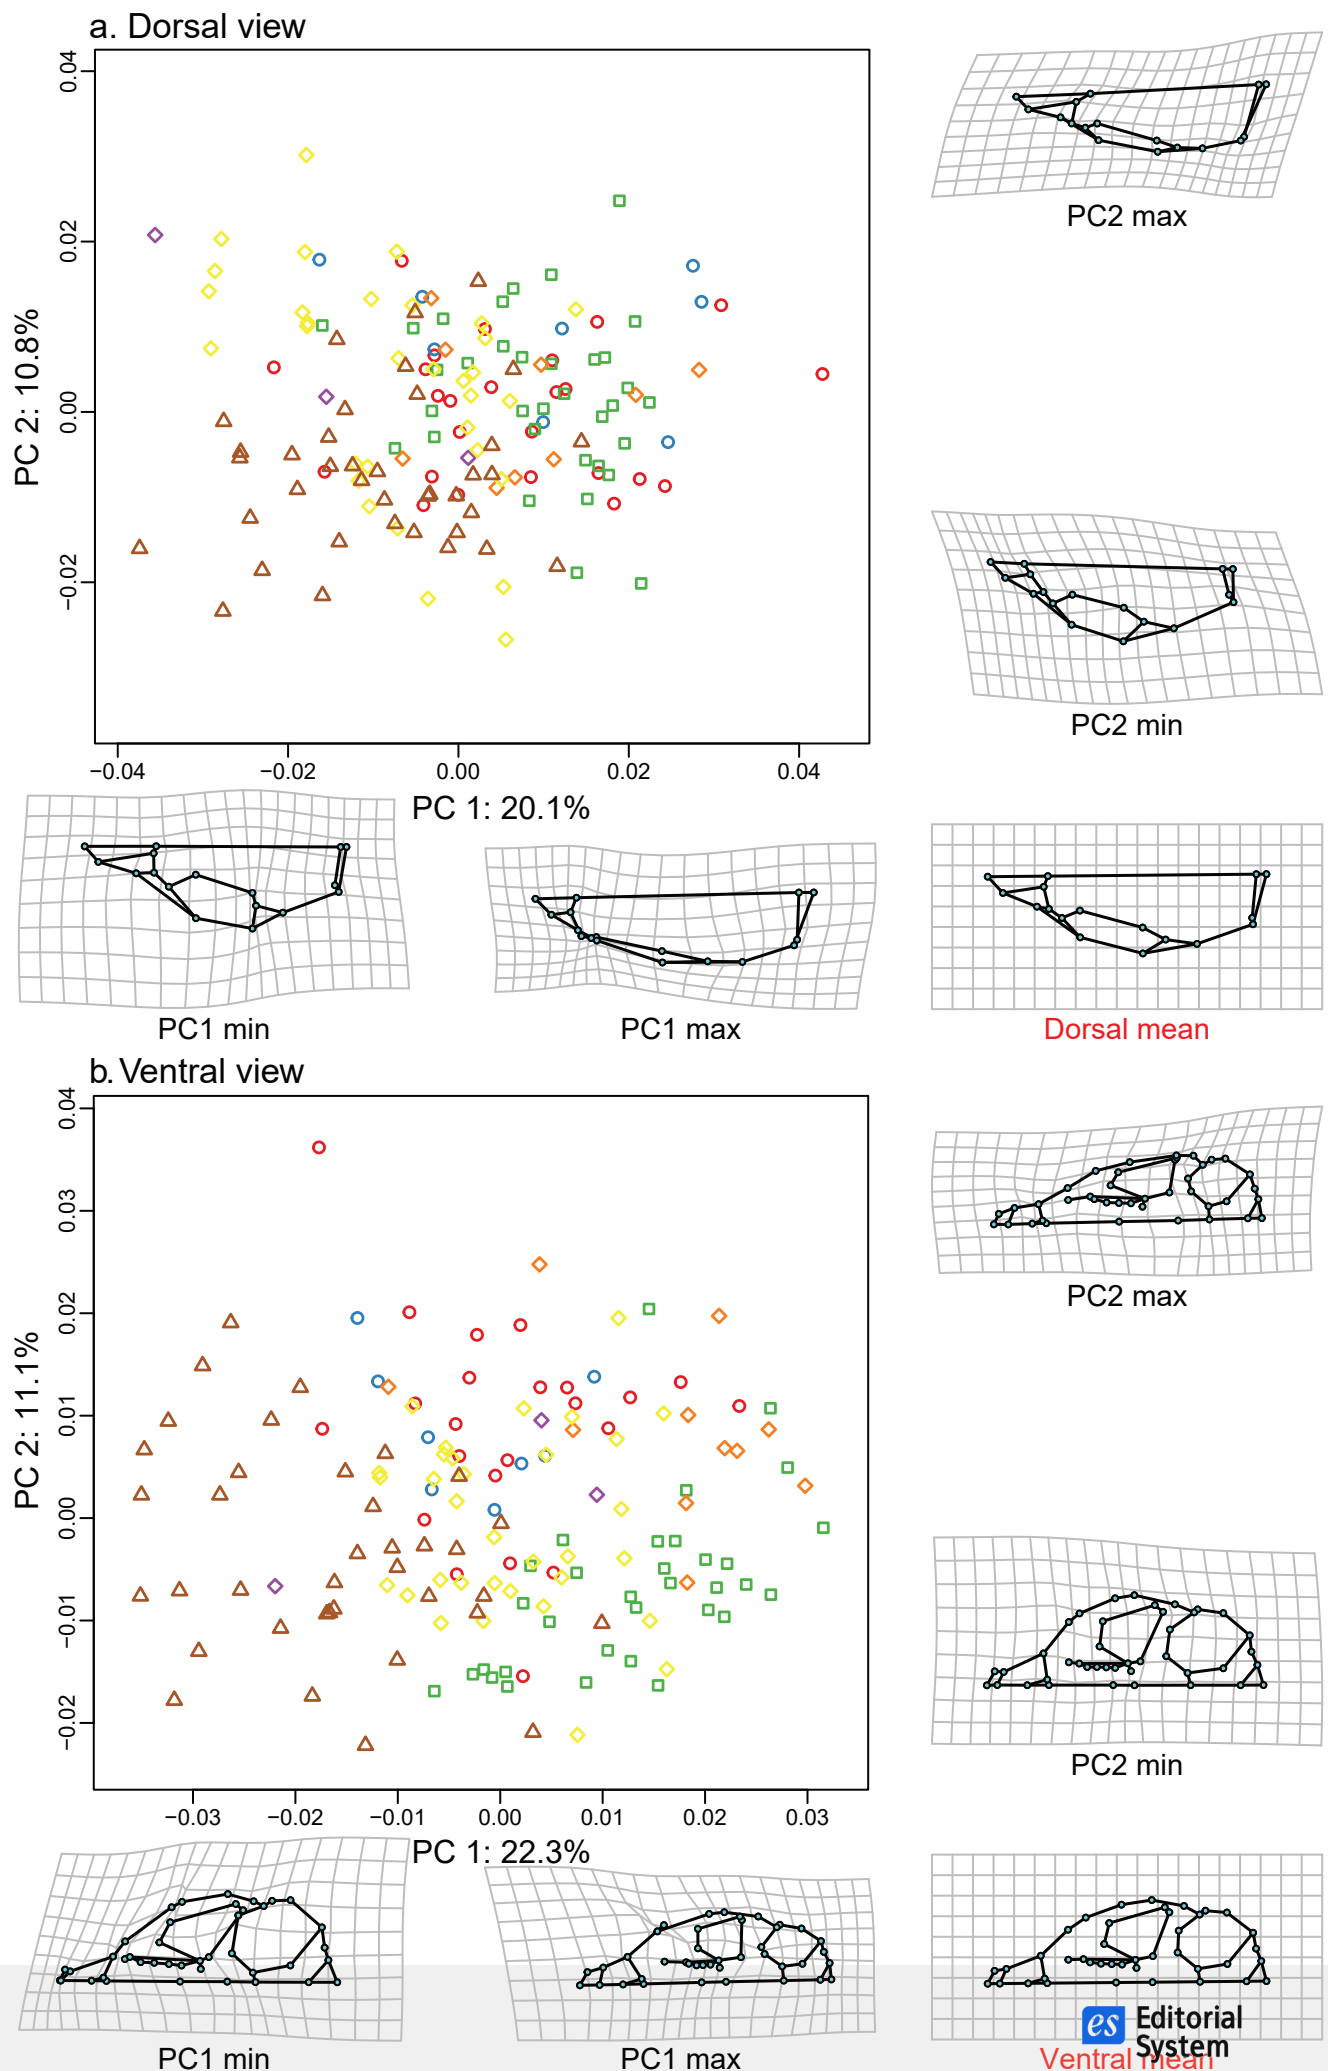 a. Dorsal view
0.04
0.02
0.00
−0.02
PC 2: 10.8%
−0.04 −0.02 0.00 0.02 0.04
PC 1: 20.1%
PC2 max
PC2 min
PC1 min
PC1 max
Dorsal mean
b. Ventral view
0.04
0.03
0.02
0.01
0.00
−0.01
−0.02
PC 2: 11.1%
−0.03 −0.02 −0.01 0.00 0.01 0.02 0.03
PC 1: 22.3%
PC2 max
PC2 min
PC1 min
PC1 max
Ventral mean
es Editorial
System